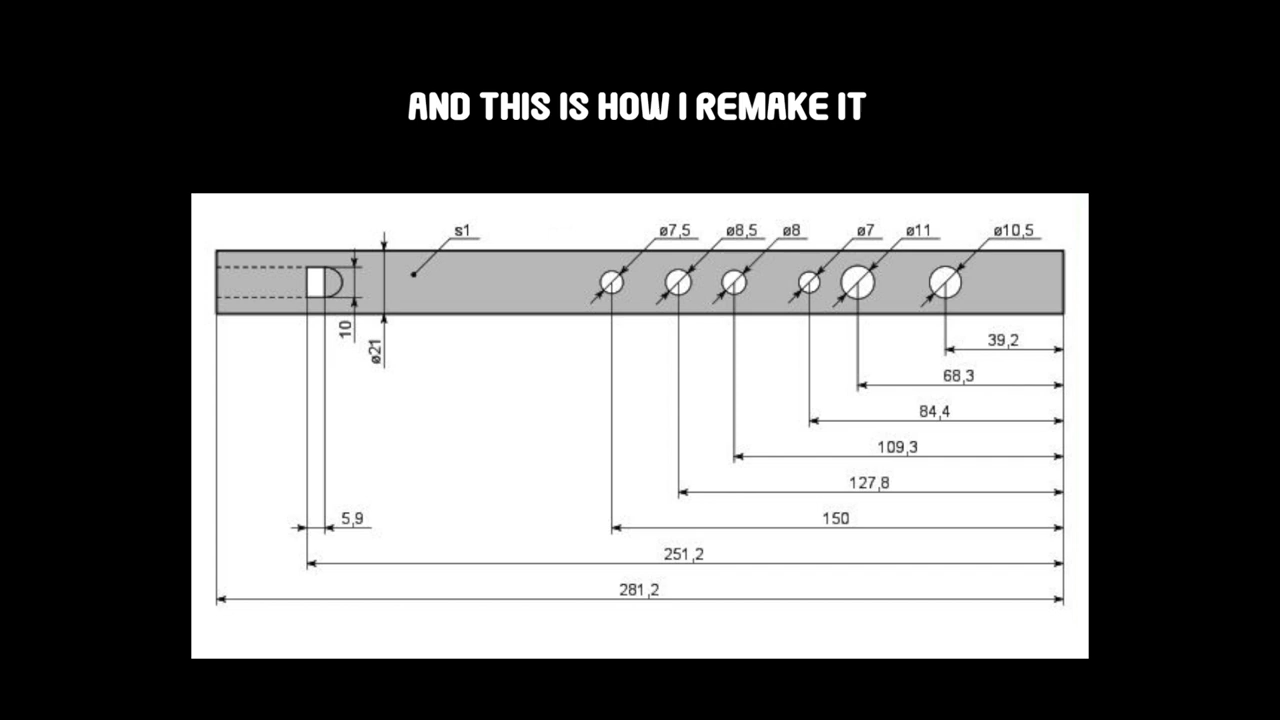 AND THIS IS HOW I REMAKE IT
s1
ø7,5
ø8,5
ø8
ø7
ø11
ø10,5
10
ø21
39,2
68,3
84,4
109,3
127,8
5,9
150
251,2
281,2